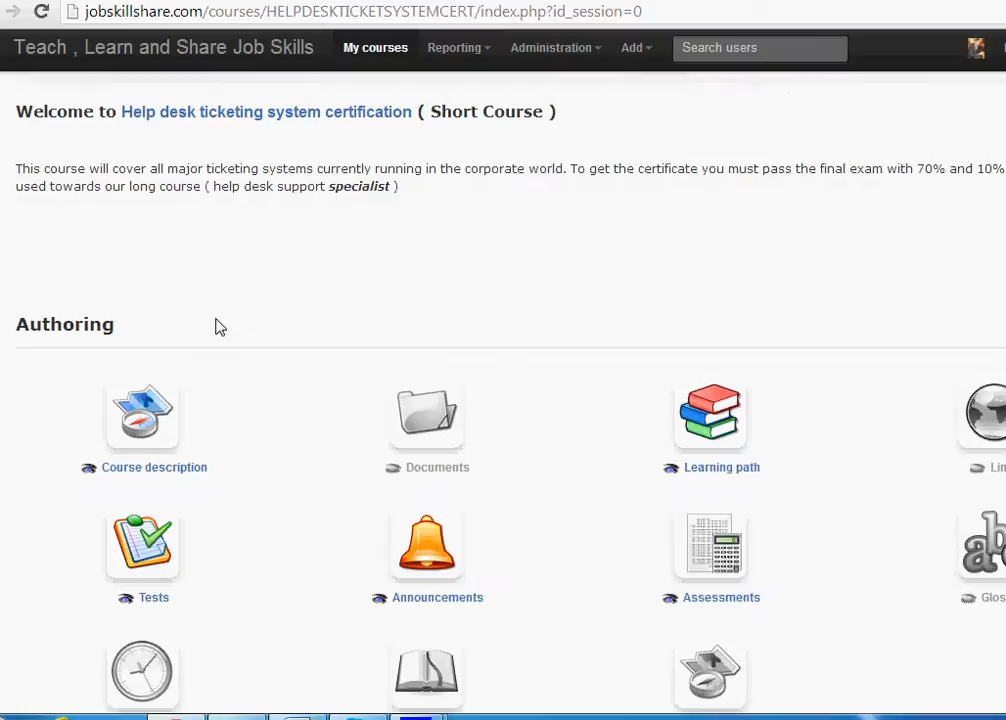 jobskillshare.com/courses/HELPDESKTICKETSYSTEMCERT/index.php?id_session=0
Teach , Learn and Share Job Skills My courses Reporting Administration Add Search users
Welcome to Help desk ticketing system certification ( Short Course )
This course will cover all major ticketing systems currently running in the corporate world. To get the certificate you must pass the final exam with 70% and 10%
used towards our long course ( help desk support specialist )
Authoring
Course description Documents Learning path Lin
Tests Announcements Assessments Glos